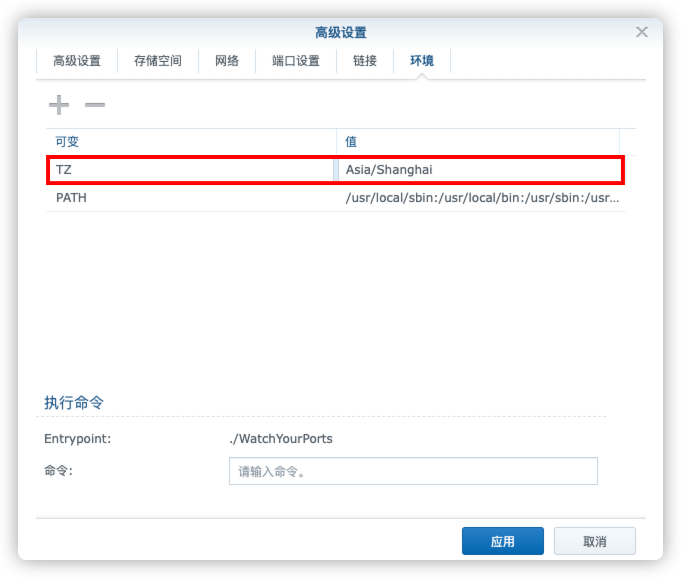 高级设置
高级设置 存储空间 网络 端口设置 链接 环境
可变 值
TZ Asia/Shanghai
PATH /usr/local/sbin:/usr/local/bin:/usr/sbin:/usr...
执行命令
Entrypoint: ./WatchYourPorts
命令: 请输入命令。
应用 取消